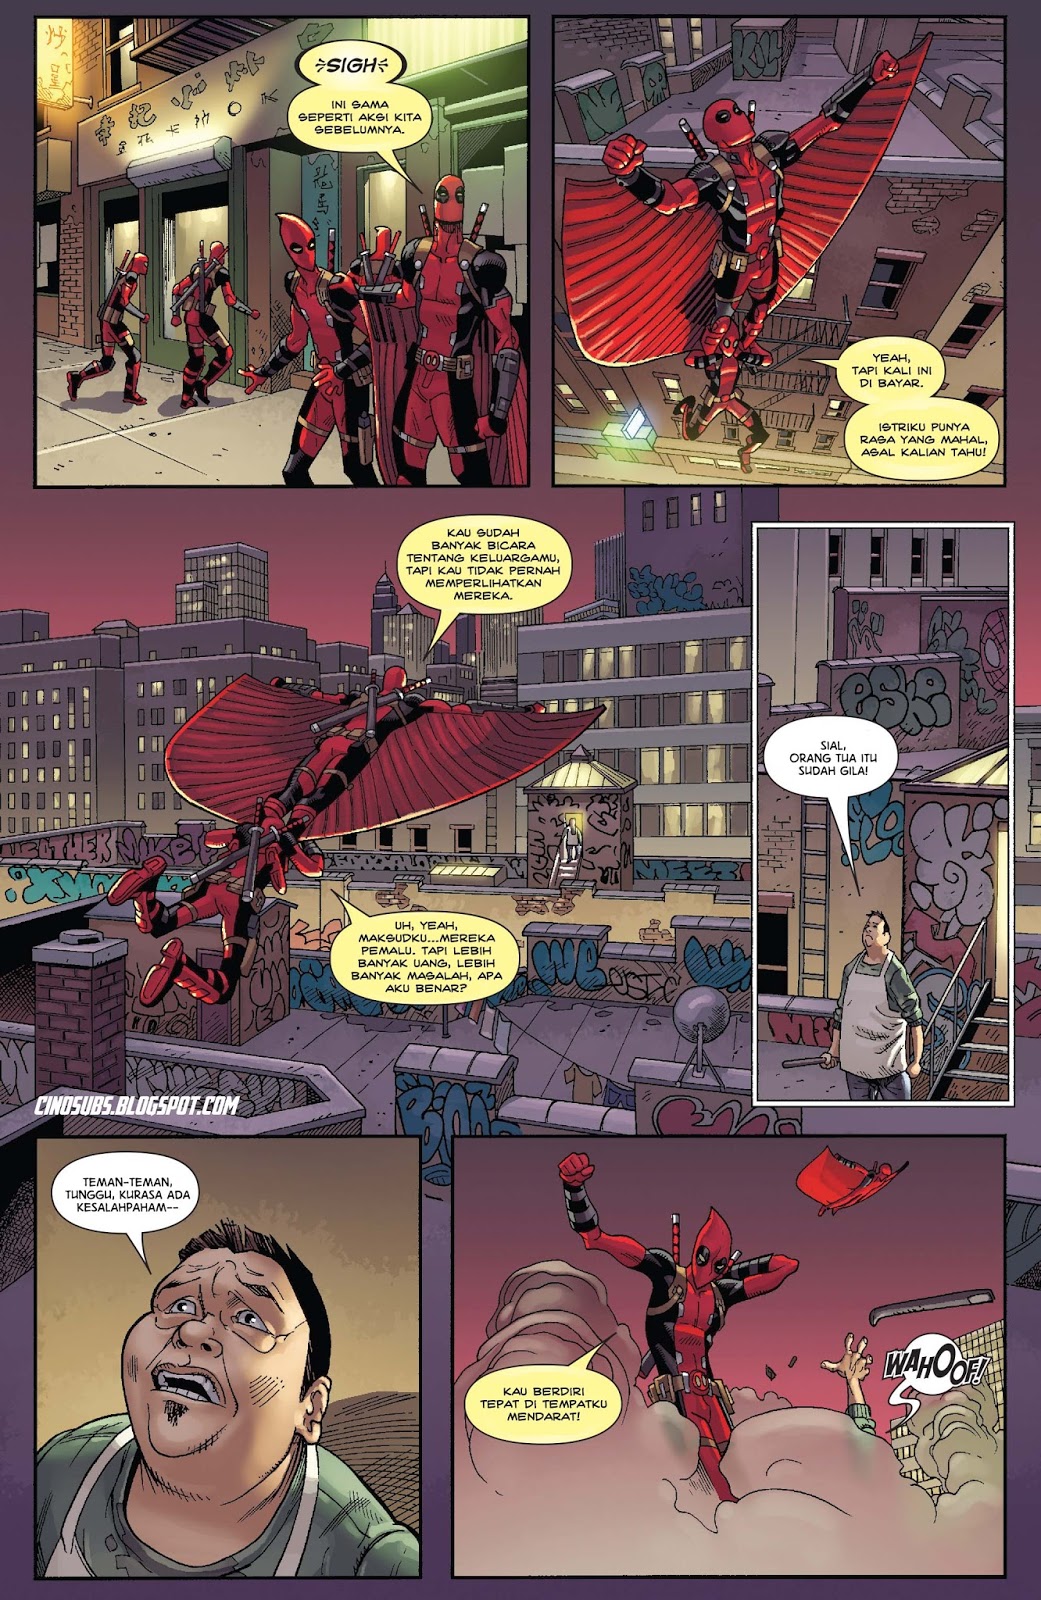 SIGH
INI SAMA
SEPERTI AKSI KITA
SEBELUMNYA.
KIL
YEAH,
TAPI KALI INI
DI BAYAR.
ISTRIKU PUNYA
RASA YANG MAHAL,
ASAL KALIAN TAHU!
KAU SUDAH
BANYAK BICARA
TENTANG KELUARGAMU,
TAPI KAU TIDAK PERNAH
MEMPERLIHATKAN
MEREKA.
SIAL,
ORANG TUA ITU
SUDAH GILA!
UH, YEAH,
MAKSUDKU...MEREKA
PEMALU. TAPI LEBIH
BANYAK UANG, LEBIH
BANYAK MASALAH, APA
AKU BENAR?
CINOSUBS.BLOGSPOT.COM
TEMAN-TEMAN,
TUNGGU, KURASA ADA
KESALAHPAHAM--
KAU BERDIRI
TEPAT DI TEMPATKU
MENDARAT!
WAHOOF!